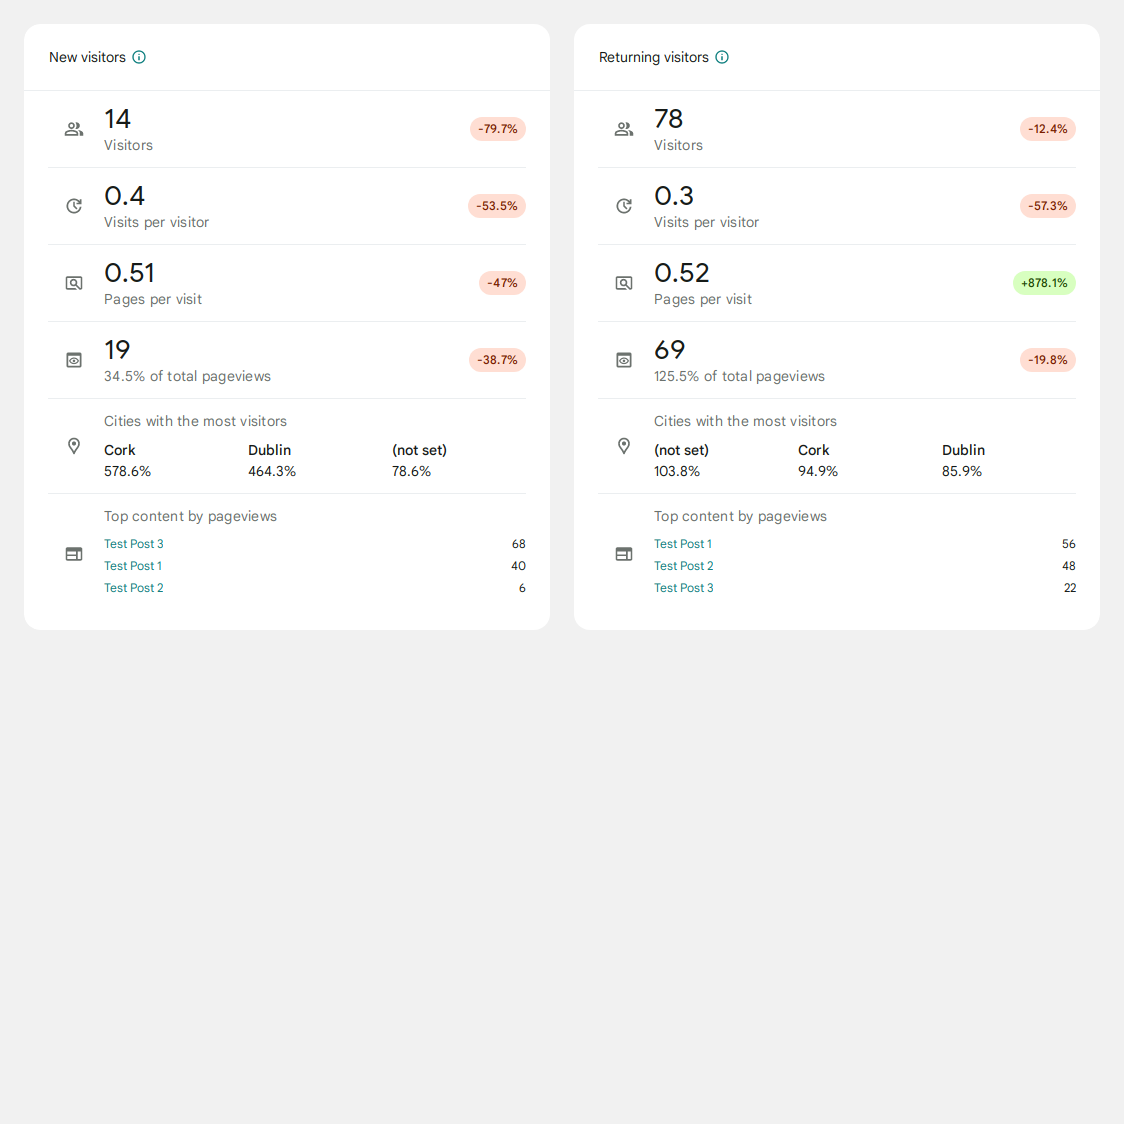 New visitors
14
Visitors
-79.7%
0.4
Visits per visitor
-53.5%
0.51
Pages per visit
-47%
19
34.5% of total pageviews
-38.7%
Cities with the most visitors
Cork Dublin (not set)
578.6% 464.3% 78.6%
Top content by pageviews
Test Post 3 68
Test Post 1 40
Test Post 2 6
Returning visitors
78
Visitors
-12.4%
0.3
Visits per visitor
-57.3%
0.52
Pages per visit
+878.1%
69
125.5% of total pageviews
-19.8%
Cities with the most visitors
(not set) Cork Dublin
103.8% 94.9% 85.9%
Top content by pageviews
Test Post 1 56
Test Post 2 48
Test Post 3 22